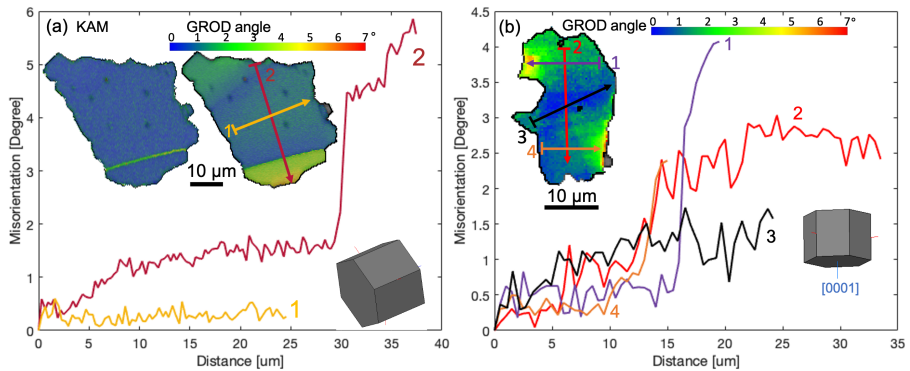 (a) KAM
GROD angle
0 1 2 3 4 5 6 7°
2
1
2
10 µm
1
Misorientation [Degree]
6
5
4
3
2
1
0
0 5 10 15 20 25 30 35 40
Distance [um]
(b)
GROD angle
0 1 2 3 4 5 6 7°
2
1
1
3
4
10 µm
2
3
4
[0001]
Misorientation [Degree]
4.5
4
3.5
3
2.5
2
1.5
1
0.5
0
0 5 10 15 20 25 30 35
Distance [um]